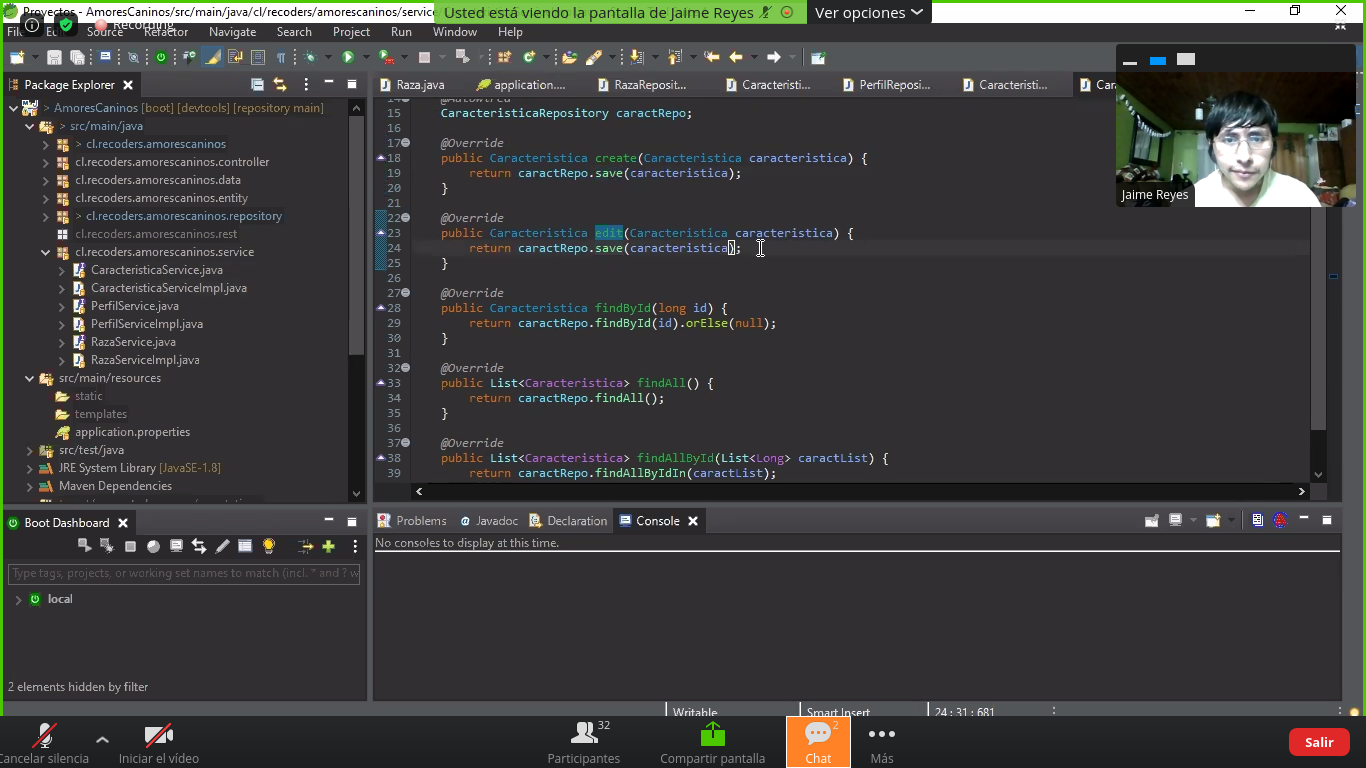 Proyectos - AmoresCaninos/src/main/java/cl/recoders/amorescaninos/service
Usted está viendo la pantalla de Jaime Reyes
Ver opciones
Recording
Source Refactor Navigate Search Project Run Window Help
Package Explorer
Raza.java
application....
RazaReposit...
Caracteristi...
PerfilReposi...
Caracteristi...
Car
> AmoresCaninos [boot] [devtools] [repository main]
> src/main/java
> cl.recoders.amorescaninos
cl.recoders.amorescaninos.controller
cl.recoders.amorescaninos.data
cl.recoders.amorescaninos.entity
> cl.recoders.amorescaninos.repository
cl.recoders.amorescaninos.rest
cl.recoders.amorescaninos.service
CaracteristicaService.java
CaracteristicaServiceImpl.java
PerfilService.java
PerfilServiceImpl.java
RazaService.java
RazaServiceImpl.java
src/main/resources
static
templates
application.properties
src/test/java
JRE System Library [JavaSE-1.8]
Maven Dependencies
14 @Autowired
15 CaracteristicaRepository caractRepo;
16
17 @Override
18 public Caracteristica create(Caracteristica caracteristica) {
19 return caractRepo.save(caracteristica);
20 }
21
22 @Override
23 public Caracteristica edit(Caracteristica caracteristica) {
24 return caractRepo.save(caracteristica);
25 }
26
27 @Override
28 public Caracteristica findById(long id) {
29 return caractRepo.findById(id).orElse(null);
30 }
31
32 @Override
33 public List<Caracteristica> findAll() {
34 return caractRepo.findAll();
35 }
36
37 @Override
38 public List<Caracteristica> findAllById(List<Long> caractList) {
39 return caractRepo.findAllByIdIn(caractList);
Jaime Reyes
Boot Dashboard
Type tags, projects, or working set names to match (incl. * and ? w
local
2 elements hidden by filter
Problems
@ Javadoc
Declaration
Console
No consoles to display at this time.
Writable
Smart Insert
24 : 31 : 681
Cancelar silencia
Iniciar el vídeo
32
Participantes
Compartir pantalla
2
Chat
Más
Salir